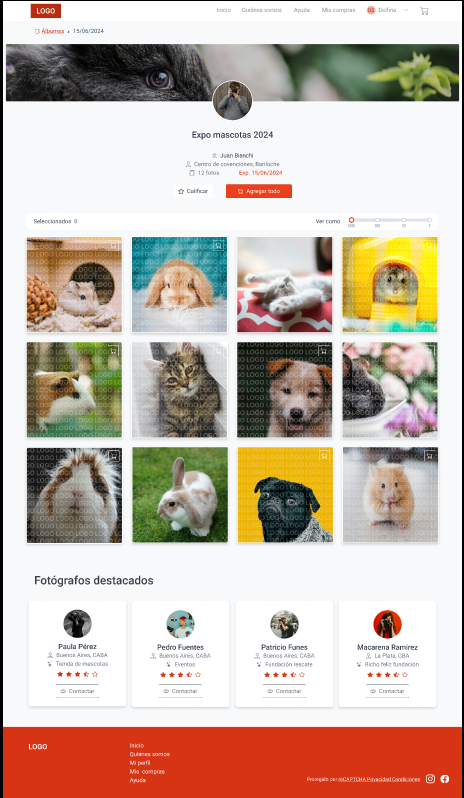 LOGO
Inicio Quiénes somos Ayuda Mis compras Delfina
Álbumes › 15/06/2024
Expo mascotas 2024
Juan Bianchi
Centro de covenciones, Bariloche
12 fotos Exp. 15/06/2024
Calificar Agregar todo
Seleccionados 0 Ver como
Fotógrafos destacados
Paula Pérez
Buenos Aires, CABA
Tienda de mascotas
Contactar
Pedro Fuentes
Buenos Aires, CABA
Eventos
Contactar
Patricio Funes
Buenos Aires, CABA
Fundación rescate
Contactar
Macarena Ramirez
La Plata, GBA
Bicho feliz fundación
Contactar
LOGO
Inicio
Quiénes somos
Mi perfil
Mis compras
Ayuda
Protegido por reCAPTCHA Privacidad Condiciones